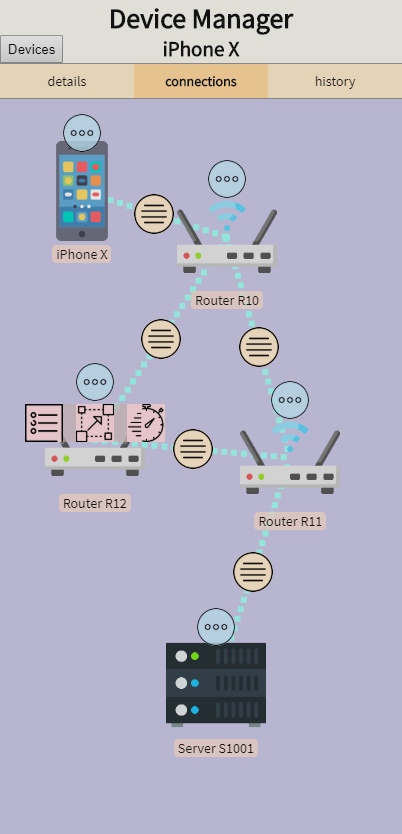 Device Manager
Devices
iPhone X
details
connections
history
iPhone X
Router R10
Router R12
Router R11
Server S1001